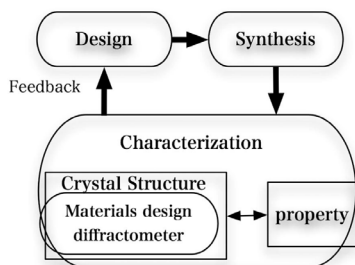 Design
Synthesis
Feedback
Characterization
Crystal Structure
Materials design
diffractometer
property